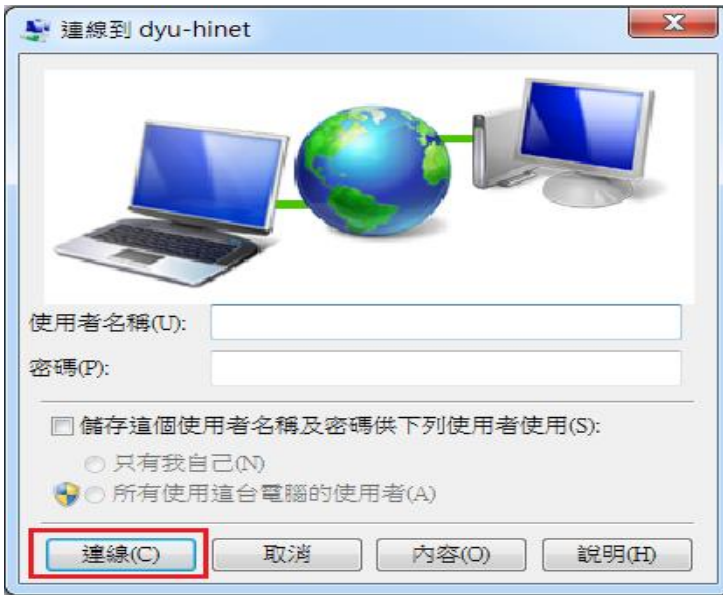 連線到 dyu-hinet
使用者名稱(U):
密碼(P):
儲存這個使用者名稱及密碼供下列使用者使用(S):
只有我自己(N)
所有使用這台電腦的使用者(A)
連線(C) 取消 內容(O) 說明(H)